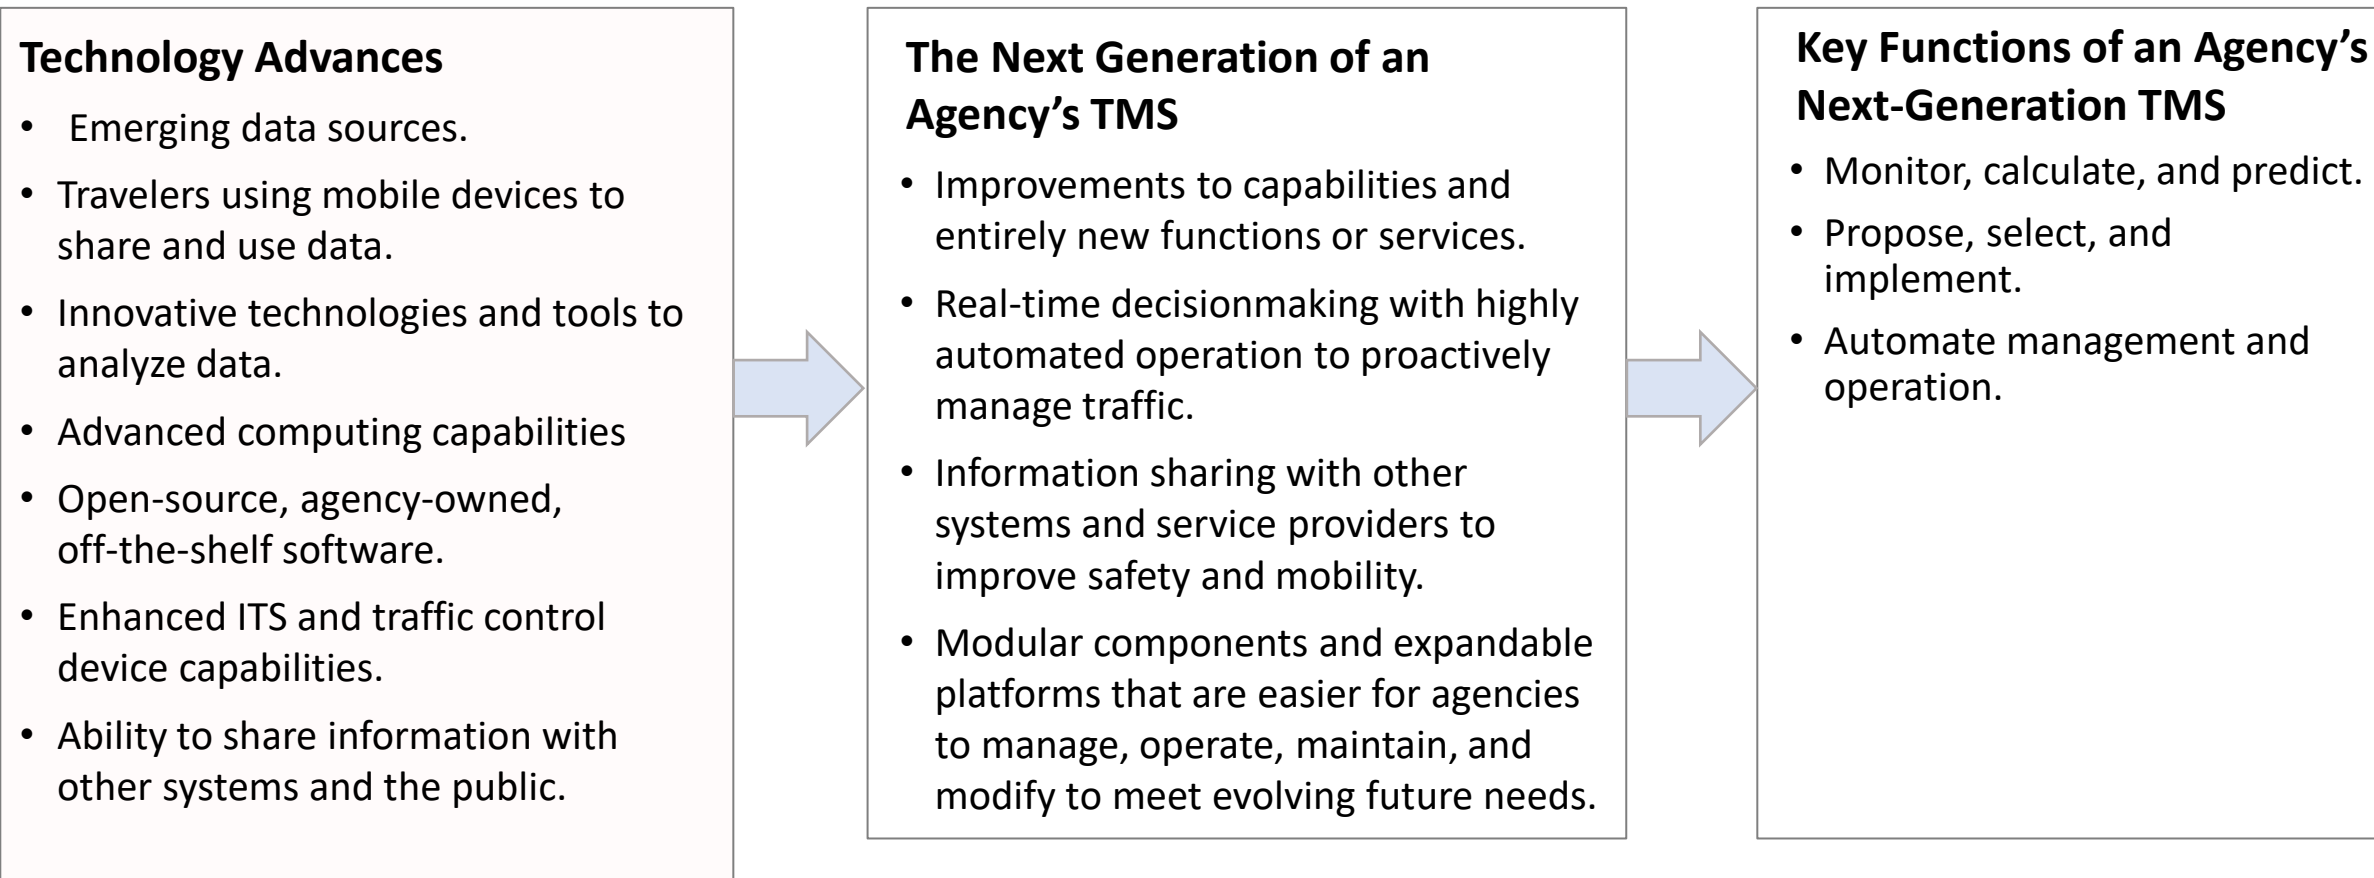 Technology Advances
• Emerging data sources.
• Travelers using mobile devices to
share and use data.
• Innovative technologies and tools to
analyze data.
• Advanced computing capabilities
• Open-source, agency-owned,
off-the-shelf software.
• Enhanced ITS and traffic control
device capabilities.
• Ability to share information with
other systems and the public.
The Next Generation of an
Agency’s TMS
• Improvements to capabilities and
entirely new functions or services.
• Real-time decisionmaking with highly
automated operation to proactively
manage traffic.
• Information sharing with other
systems and service providers to
improve safety and mobility.
• Modular components and expandable
platforms that are easier for agencies
to manage, operate, maintain, and
modify to meet evolving future needs.
Key Functions of an Agency’s
Next-Generation TMS
• Monitor, calculate, and predict.
• Propose, select, and
implement.
• Automate management and
operation.